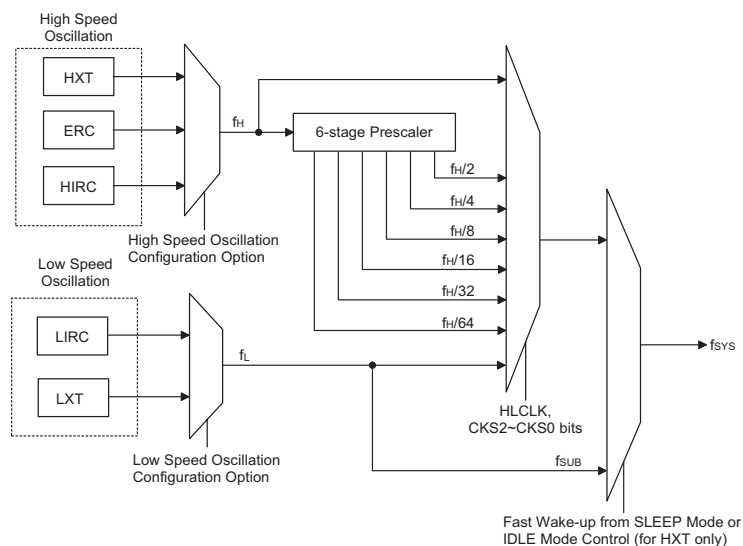 High Speed
Oscillation
HXT
ERC
HIRC
High Speed Oscillation
Configuration Option
fH
6-stage Prescaler
fH/2
fH/4
fH/8
fH/16
fH/32
fH/64
Low Speed
Oscillation
LIRC
LXT
Low Speed Oscillation
Configuration Option
fL
HLCLK,
CKS2~CKS0 bits
fSUB
fSYS
Fast Wake-up from SLEEP Mode or
IDLE Mode Control (for HXT only)